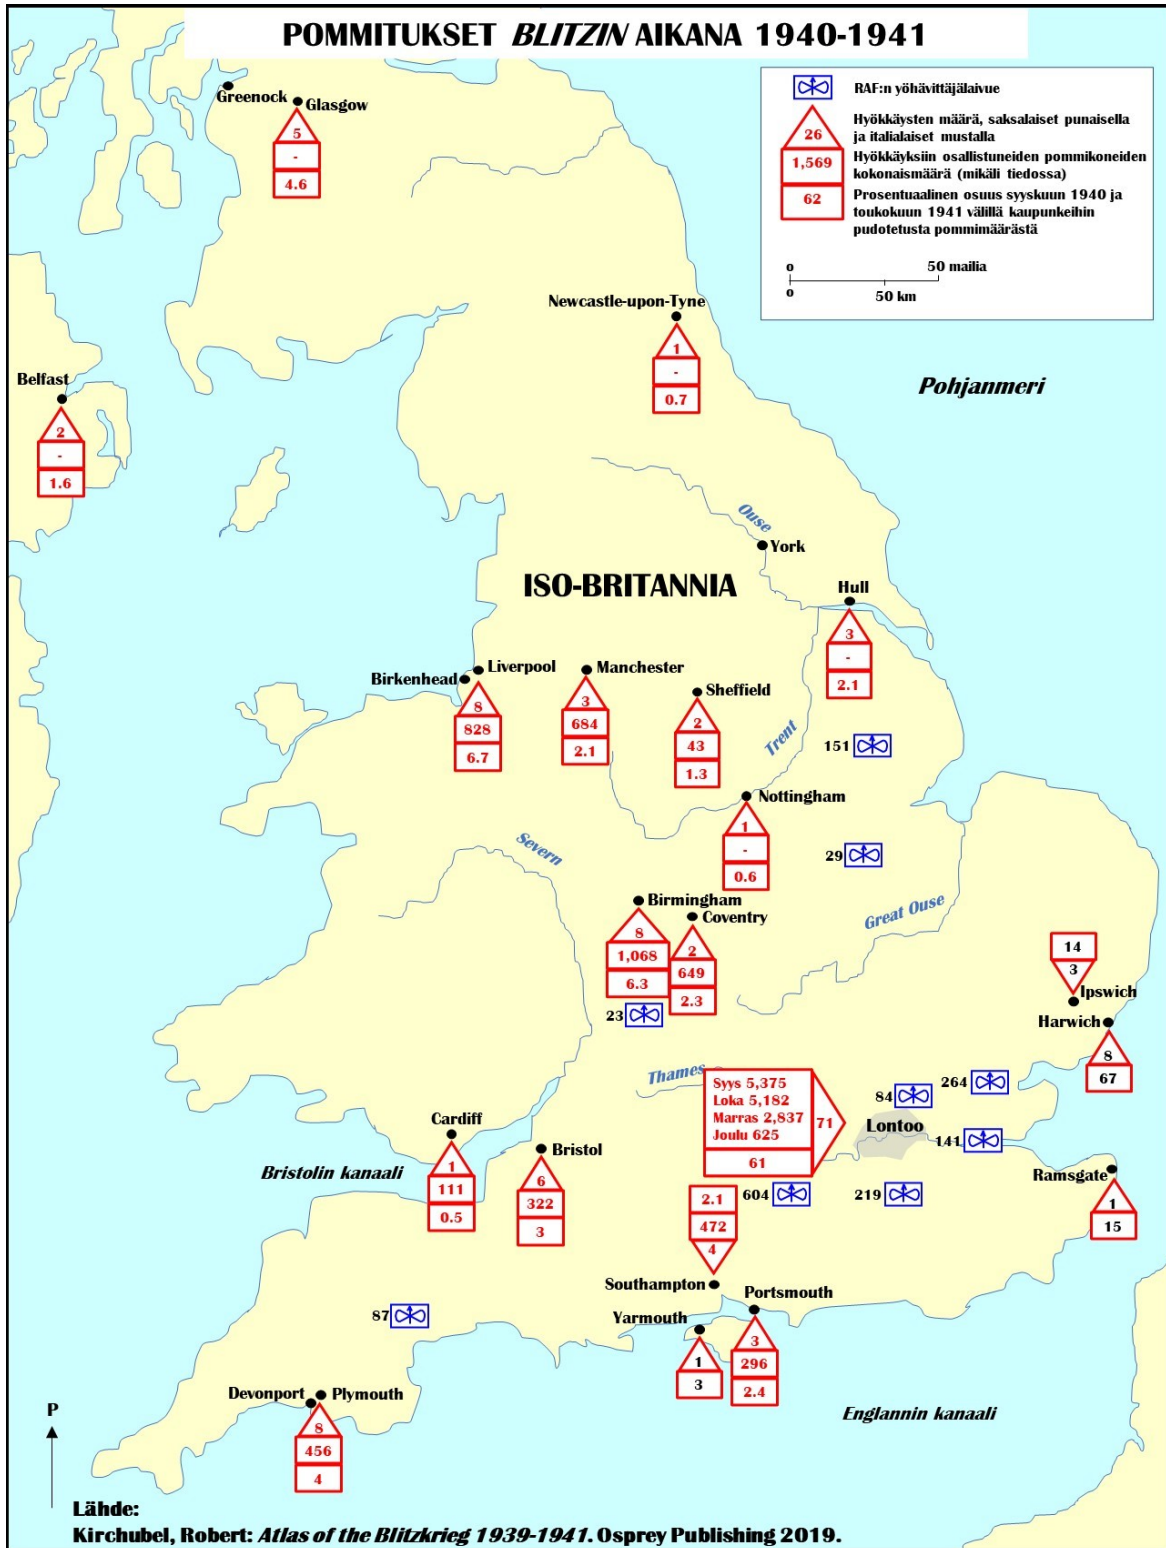 POMMITUKSET BLITZIN AIKANA 1940-1941
RAF:n yöhävittäjälaivue
26
Hyökkäysten määrä, saksalaiset punaisella
ja italialaiset mustalla
1,569
Hyökkäyksiin osallistuneiden pommikoneiden
kokonaismäärä (mikäli tiedossa)
62
Prosentuaalinen osuus syyskuun 1940 ja
toukokuun 1941 välillä kaupunkeihin
pudotetusta pommimäärästä
o 50 mailia
o 50 km
Greenock
Glasgow
5
-
4.6
Newcastle-upon-Tyne
1
-
0.7
Pohjanmeri
Belfast
2
-
1.6
Ouse
York
ISO-BRITANNIA
Hull
3
-
2.1
Birkenhead
Liverpool
8
828
6.7
Manchester
3
684
2.1
Sheffield
2
43
1.3
Trent
151
Nottingham
1
-
0.6
29
Severn
Great Ouse
Birmingham
8
1,068
6.3
Coventry
2
649
2.3
23
14
3
Ipswich
Harwich
8
67
Thames
Syys 5,375
Loka 5,182
Marras 2,837
Joulu 625
61
71
Lontoo
84
264
141
604
219
Cardiff
1
111
0.5
Bristolin kanaali
Bristol
6
322
3
Ramsgate
1
15
2.1
472
4
Southampton
Portsmouth
3
296
2.4
Yarmouth
1
3
87
Devonport
Plymouth
8
456
4
Englannin kanaali
P
Lähde:
Kirchubel, Robert: Atlas of the Blitzkrieg 1939-1941. Osprey Publishing 2019.